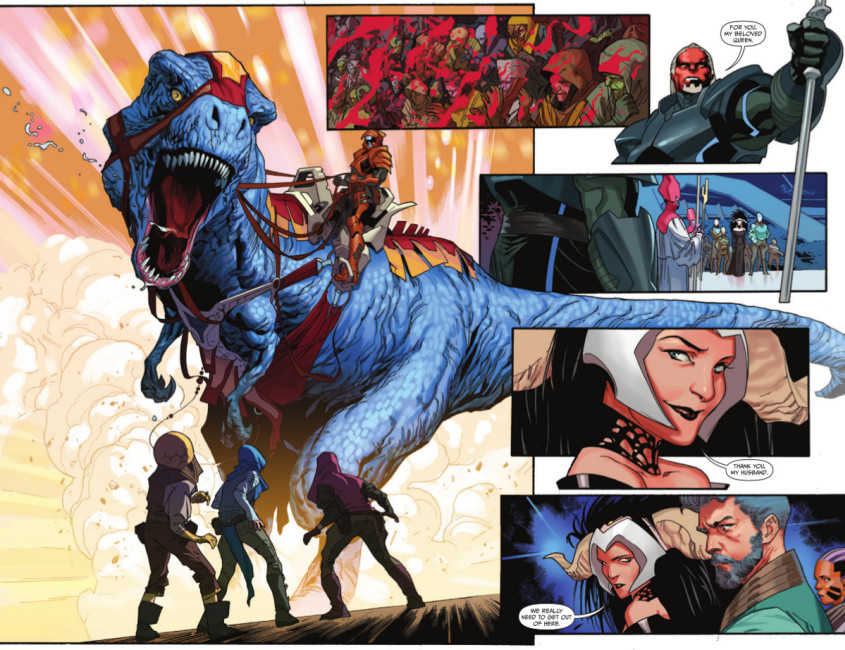 FOR YOU,
MY BELOVED
QUEEN.
THANK YOU,
MY HUSBAND.
WE REALLY
NEED TO GET OUT
OF HERE.